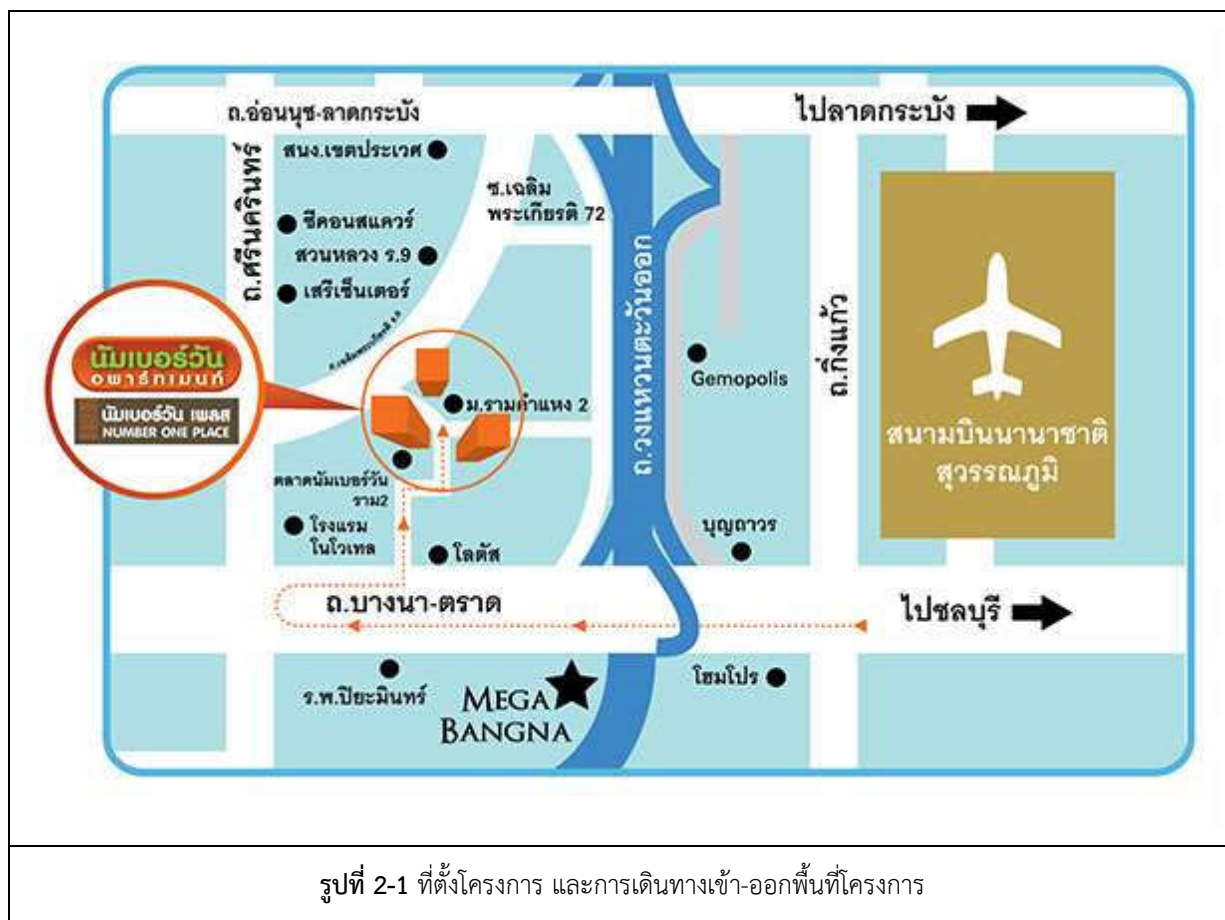 ถ.อ่อนนุช-ลาดกระบัง
ไปลาดกระบัง
สนง.เขตประเวศ
ถ.ศรีนครินทร์
ซ.เฉลิม
พระเกียรติ 72
ซีคอนสแควร์
สวนหลวง ร.9
เสรีเซ็นเตอร์
ถ.เฉลิมพระเกียรติ ร.9
ถ.วงแหวนตะวันออก
ถ.กิ่งแก้ว
Gemopolis
นัมเบอร์วัน
อพาร์ทเมนท์
นัมเบอร์วัน เพลส
NUMBER ONE PLACE
ม.รามคำแหง 2
สนามบินนานาชาติ
สุวรรณภูมิ
ตลาดนัมเบอร์วัน
ราม2
โรงแรม
โนโวเทล
โลตัส
บุญถาวร
ถ.บางนา-ตราด
ไปชลบุรี
ร.พ.ปิยะมินทร์
MEGA
BANGNA
โฮมโปร
รูปที่ 2-1 ที่ตั้งโครงการ และการเดินทางเข้า-ออกพื้นที่โครงการ